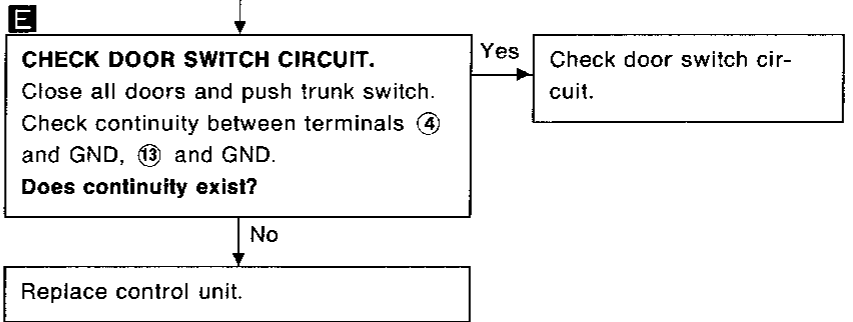 E
CHECK DOOR SWITCH CIRCUIT.
Close all doors and push trunk switch.
Check continuity between terminals ④
and GND, ⑬ and GND.
Does continuity exist?
Yes
Check door switch cir-
cuit.
No
Replace control unit.